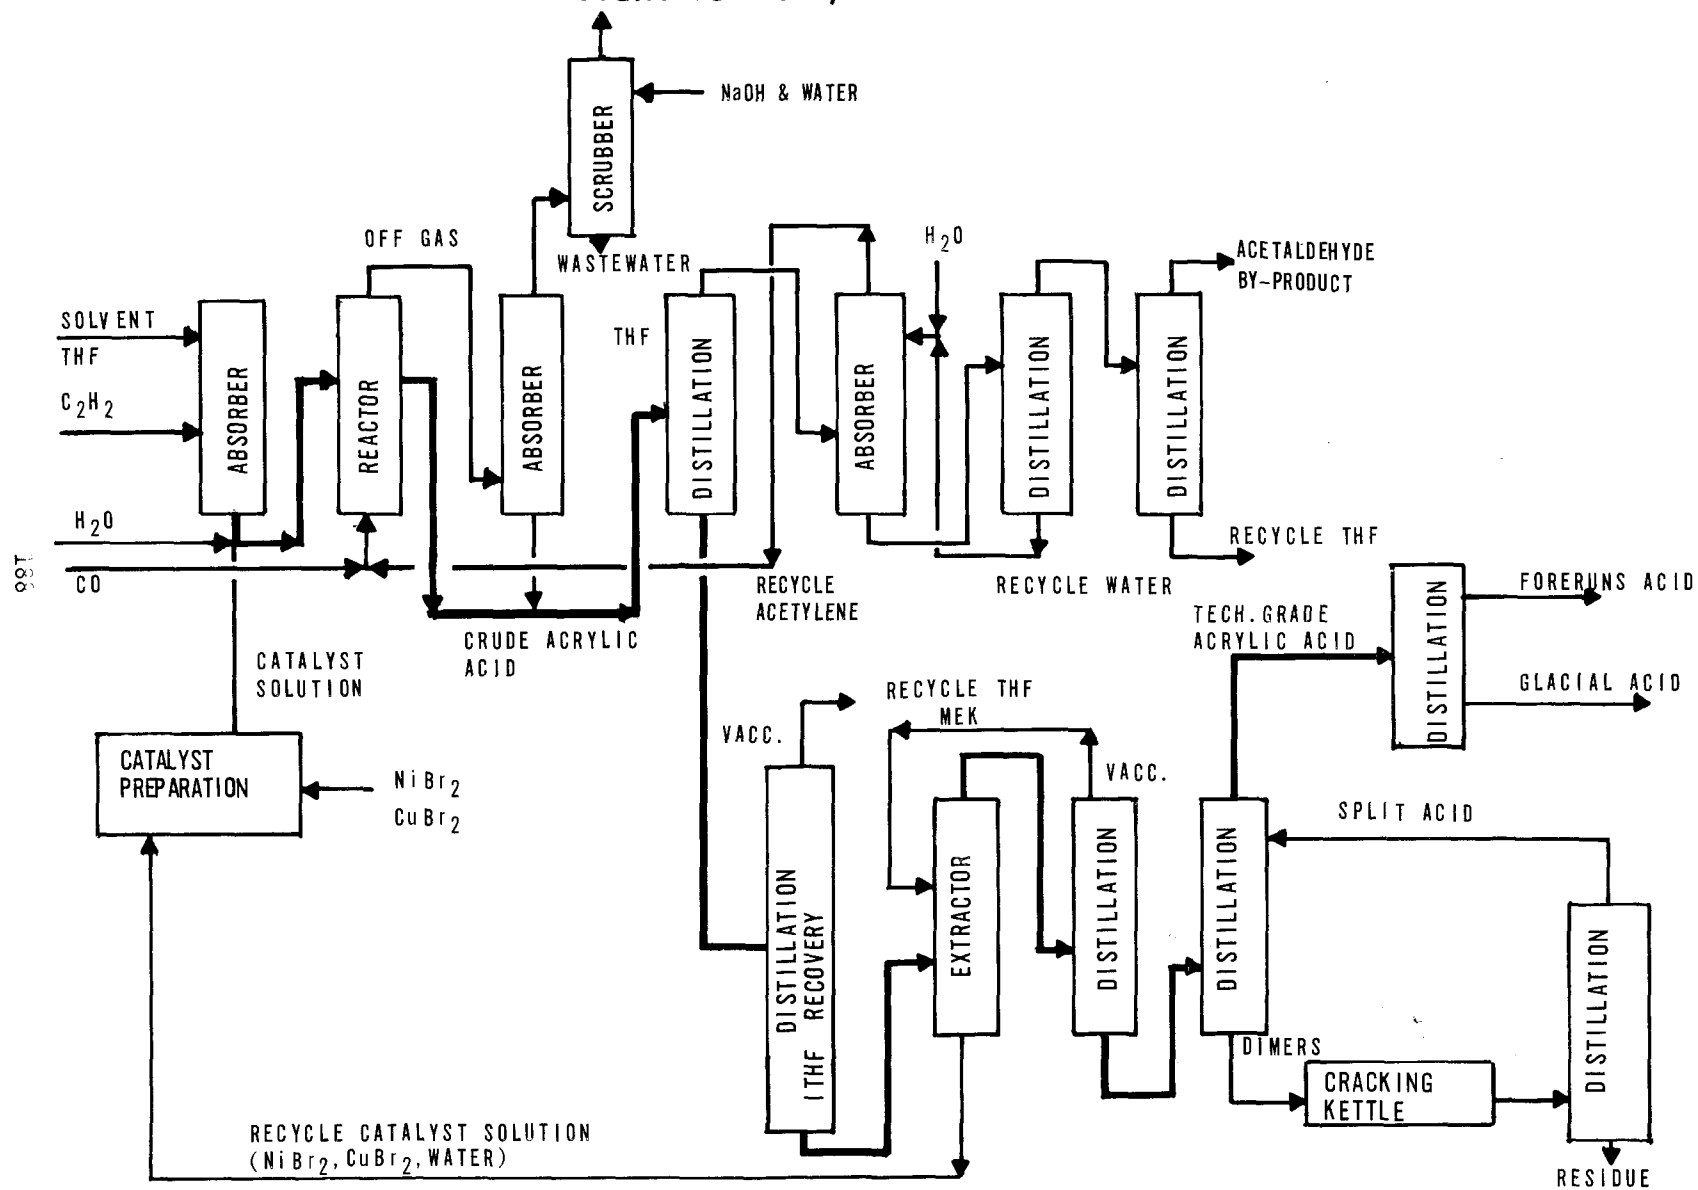 NaOH & WATER
SCRUBBER
OFF GAS
WASTEWATER
H2O
ACETALDEHYDE
BY-PRODUCT
SOLVENT
THF
C2H2
ABSORBER
REACTOR
ABSORBER
THF
DISTILLATION
ABSORBER
DISTILLATION
DISTILLATION
H2O
CO
188
RECYCLE THF
RECYCLE
ACETYLENE
RECYCLE WATER
CRUDE ACRYLIC
ACID
FORERUNS ACID
TECH.GRADE
ACRYLIC ACID
DISTILLATION
GLACIAL ACID
CATALYST
SOLUTION
RECYCLE THF
MEK
VACC.
VACC.
CATALYST
PREPARATION
NiBr2
CuBr2
SPLIT ACID
DISTILLATION
(THF RECOVERY
EXTRACTOR
DISTILLATION
DISTILLATION
DISTILLATION
DIMERS
CRACKING
KETTLE
RECYCLE CATALYST SOLUTION
(NiBr2, CuBr2, WATER)
RESIDUE